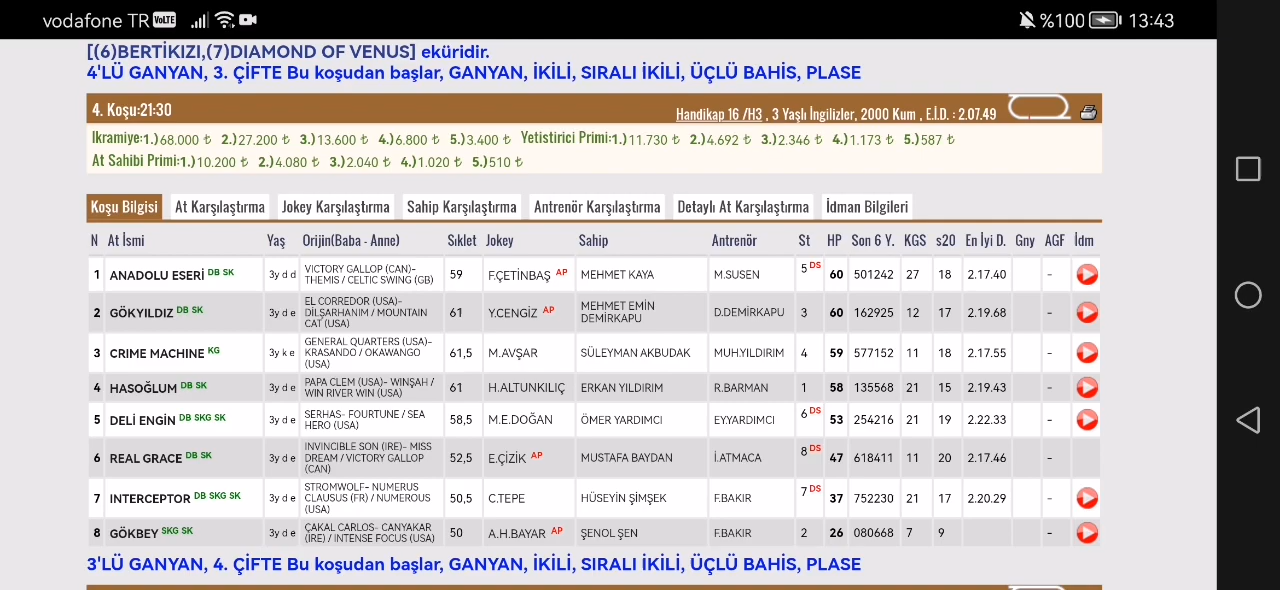 vodafone TR VoLTE %100 13:43
[(6)BERTİKIZI,(7)DIAMOND OF VENUS] eküridir.
4'LÜ GANYAN, 3. ÇİFTE Bu koşudan başlar, GANYAN, İKİLİ, SIRALI İKİLİ, ÜÇLÜ BAHİS, PLASE
4. Koşu:21:30 Handikap 16 /H3 , 3 Yaşlı İngilizler, 2000 Kum , E.İ.D. : 2.07.49
Ikramiye:1.)68.000 ₺ 2.)27.200 ₺ 3.)13.600 ₺ 4.)6.800 ₺ 5.)3.400 ₺ Yetistirici Primi:1.)11.730 ₺ 2.)4.692 ₺ 3.)2.346 ₺ 4.)1.173 ₺ 5.)587 ₺
At Sahibi Primi:1.)10.200 ₺ 2.)4.080 ₺ 3.)2.040 ₺ 4.)1.020 ₺ 5.)510 ₺
Koşu Bilgisi At Karşılaştırma Jokey Karşılaştırma Sahip Karşılaştırma Antrenör Karşılaştırma Detaylı At Karşılaştırma İdman Bilgileri
N At İsmi Yaş Orijin(Baba - Anne) Sıklet Jokey Sahip Antrenör St HP Son 6 Y. KGS s20 En İyi D. Gny AGF İdm
1 ANADOLU ESERİ DB SK 3y d d VICTORY GALLOP (CAN)- THEMIS / CELTIC SWING (GB) 59 F.ÇETİNBAŞ AP MEHMET KAYA M.SUSEN 5 DS 60 501242 27 18 2.17.40 -
2 GÖKYILDIZ DB SK 3y d e EL CORREDOR (USA)- DİLŞARHANIM / MOUNTAIN CAT (USA) 61 Y.CENGİZ AP MEHMET EMİN DEMİRKAPU D.DEMİRKAPU 3 60 162925 12 17 2.19.68 -
3 CRIME MACHINE KG 3y k e GENERAL QUARTERS (USA)- KRASANDO / OKAWANGO (USA) 61,5 M.AVŞAR SÜLEYMAN AKBUDAK MUH.YILDIRIM 4 59 577152 11 18 2.17.55 -
4 HASOĞLUM DB SK 3y d e PAPA CLEM (USA)- WINŞAH / WIN RIVER WIN (USA) 61 H.ALTUNKILIÇ ERKAN YILDIRIM R.BARMAN 1 58 135568 21 15 2.19.43 -
5 DELİ ENGİN DB SKG SK 3y d e SERHAS- FOURTUNE / SEA HERO (USA) 58,5 M.E.DOĞAN ÖMER YARDIMCI EY.YARDIMCI 6 DS 53 254216 21 19 2.22.33 -
6 REAL GRACE DB SK 3y d e INVINCIBLE SON (IRE)- MISS DREAM / VICTORY GALLOP (CAN) 52,5 E.ÇİZİK AP MUSTAFA BAYDAN İ.ATMACA 8 DS 47 618411 11 20 2.17.46 -
7 INTERCEPTOR DB SKG SK 3y d e STROMWOLF- NUMERUS CLAUSUS (FR) / NUMEROUS (USA) 50,5 C.TEPE HÜSEYİN ŞİMŞEK F.BAKIR 7 DS 37 752230 21 17 2.20.29 -
8 GÖKBEY SKG SK 3y d e ÇAKAL CARLOS- CANYAKAR (IRE) / INTENSE FOCUS (USA) 50 A.H.BAYAR AP ŞENOL ŞEN F.BAKIR 2 26 080668 7 9 -
3'LÜ GANYAN, 4. ÇİFTE Bu koşudan başlar, GANYAN, İKİLİ, SIRALI İKİLİ, ÜÇLÜ BAHİS, PLASE